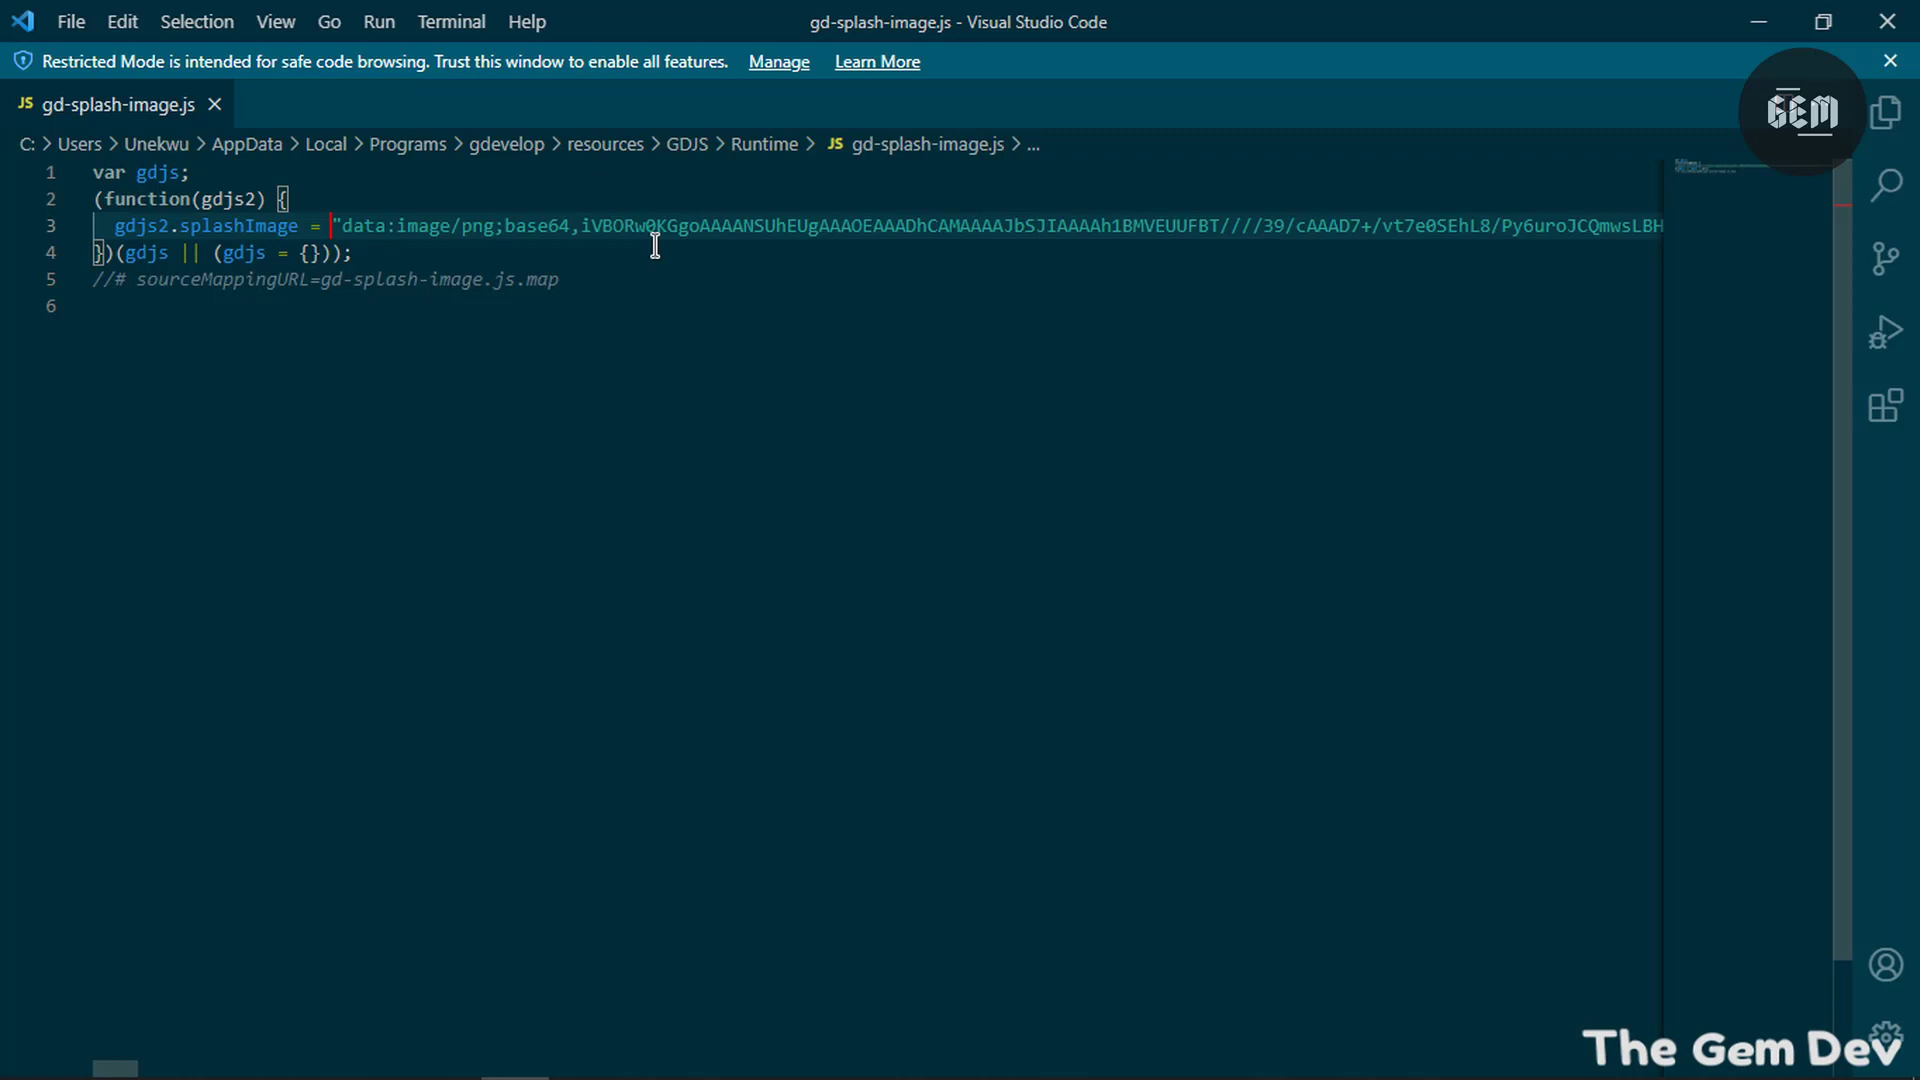 File Edit Selection View Go Run Terminal Help
gd-splash-image.js - Visual Studio Code
Restricted Mode is intended for safe code browsing. Trust this window to enable all features. Manage Learn More
JS gd-splash-image.js
GEM
C: > Users > Unekwu > AppData > Local > Programs > gdevelop > resources > GDJS > Runtime > JS gd-splash-image.js > ...
1 var gdjs;
2 (function(gdjs2) {
3 gdjs2.splashImage = "data:image/png;base64,iVBORw0KGgoAAAANSUhEUgAAAOEAAADhCAMAAAAJbSJIAAAAh1BMVEUUFBT////39/cAAAD7+/vt7e0SEhL8/Py6uroJCQmwsLBH
4 })(gdjs || (gdjs = {}));
5 //# sourceMappingURL=gd-splash-image.js.map
6
The Gem Dev